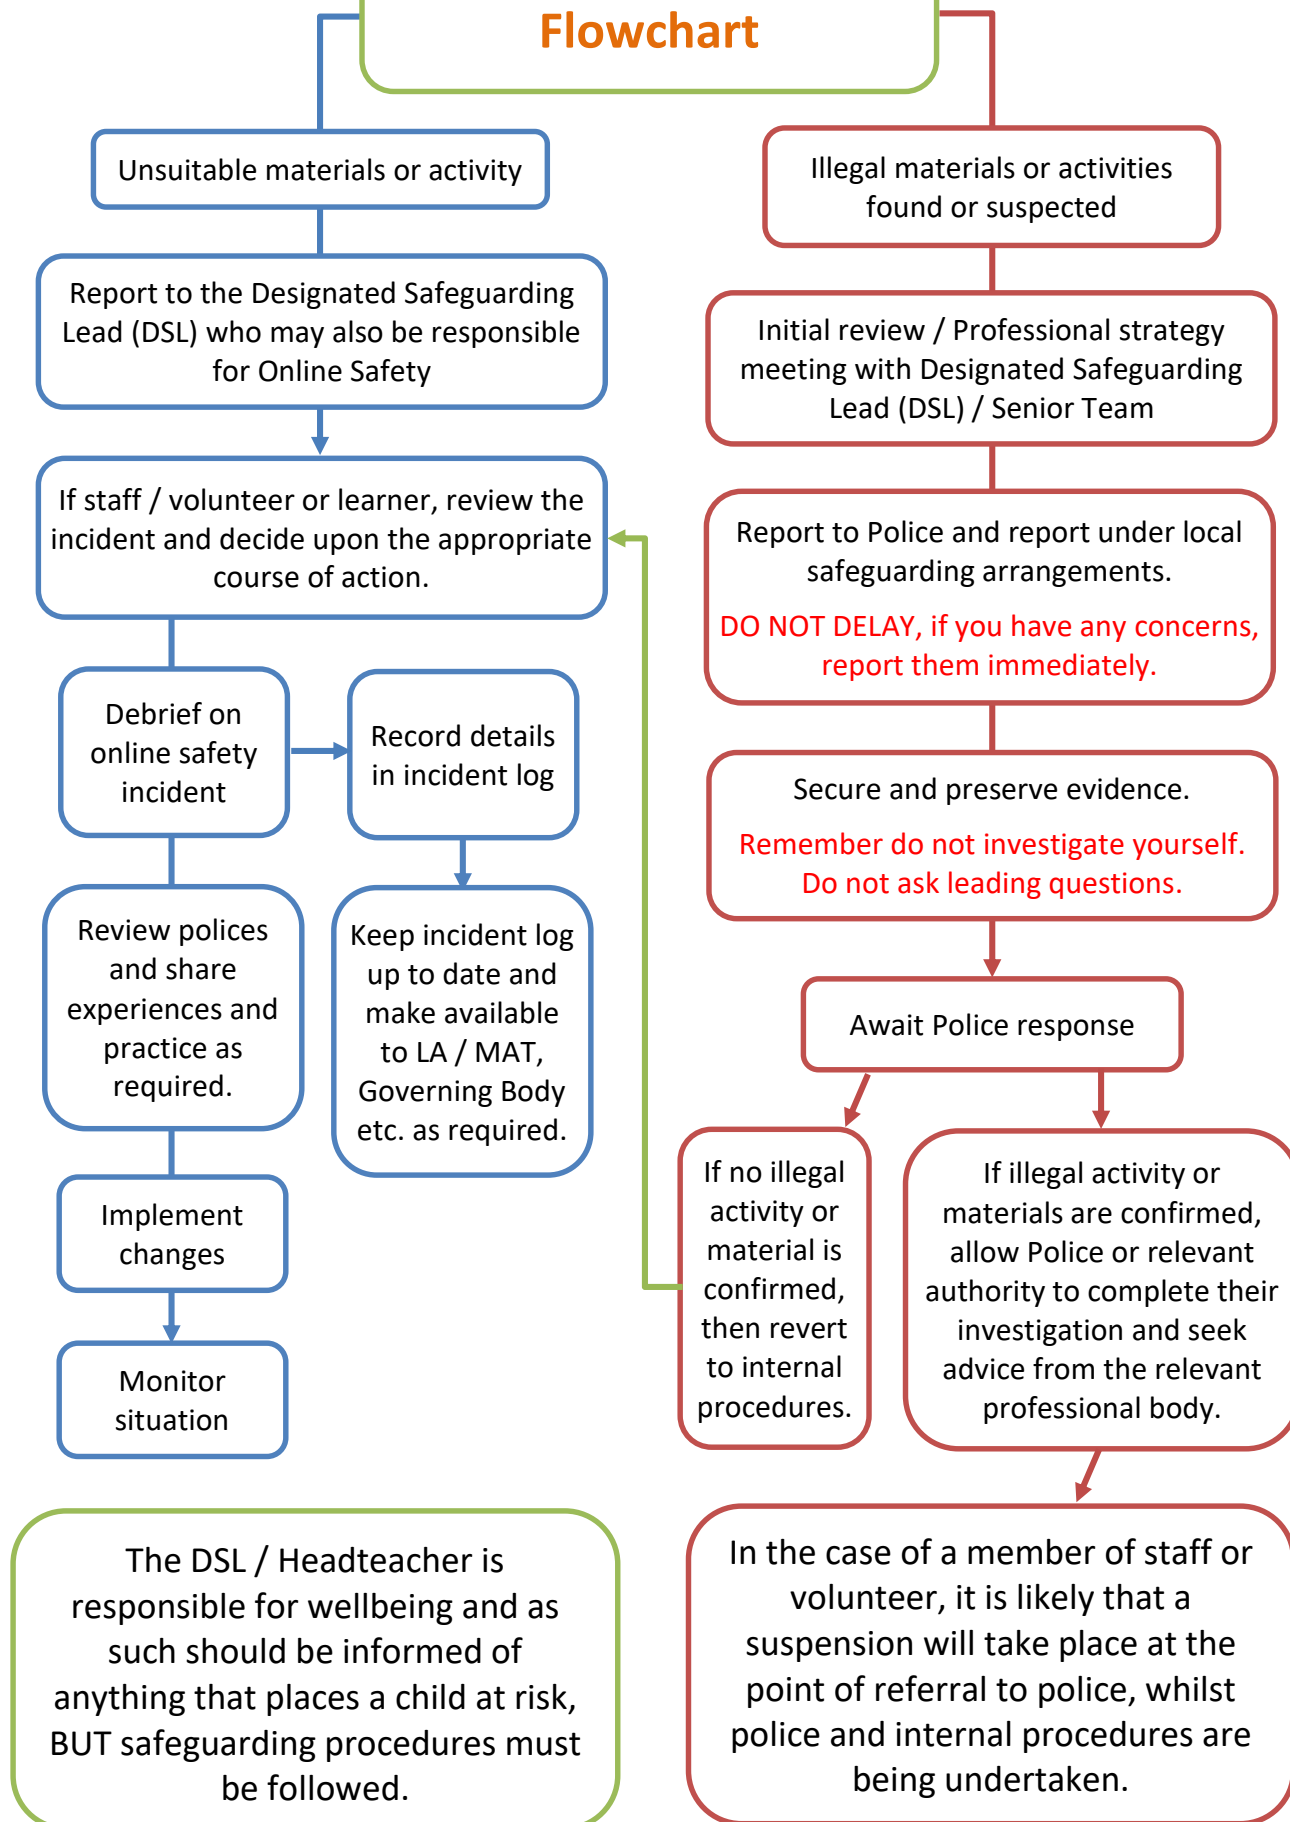 Flowchart
Unsuitable materials or activity
Report to the Designated Safeguarding
Lead (DSL) who may also be responsible
for Online Safety
If staff / volunteer or learner, review the
incident and decide upon the appropriate
course of action.
Debrief on
online safety
incident
Record details
in incident log
Review polices
and share
experiences and
practice as
required.
Keep incident log
up to date and
make available
to LA / MAT,
Governing Body
etc. as required.
Implement
changes
Monitor
situation
The DSL / Headteacher is
responsible for wellbeing and as
such should be informed of
anything that places a child at risk,
BUT safeguarding procedures must
be followed.
Illegal materials or activities
found or suspected
Initial review / Professional strategy
meeting with Designated Safeguarding
Lead (DSL) / Senior Team
Report to Police and report under local
safeguarding arrangements.
DO NOT DELAY, if you have any concerns,
report them immediately.
Secure and preserve evidence.
Remember do not investigate yourself.
Do not ask leading questions.
Await Police response
If no illegal
activity or
material is
confirmed,
then revert
to internal
procedures.
If illegal activity or
materials are confirmed,
allow Police or relevant
authority to complete their
investigation and seek
advice from the relevant
professional body.
In the case of a member of staff or
volunteer, it is likely that a
suspension will take place at the
point of referral to police, whilst
police and internal procedures are
being undertaken.